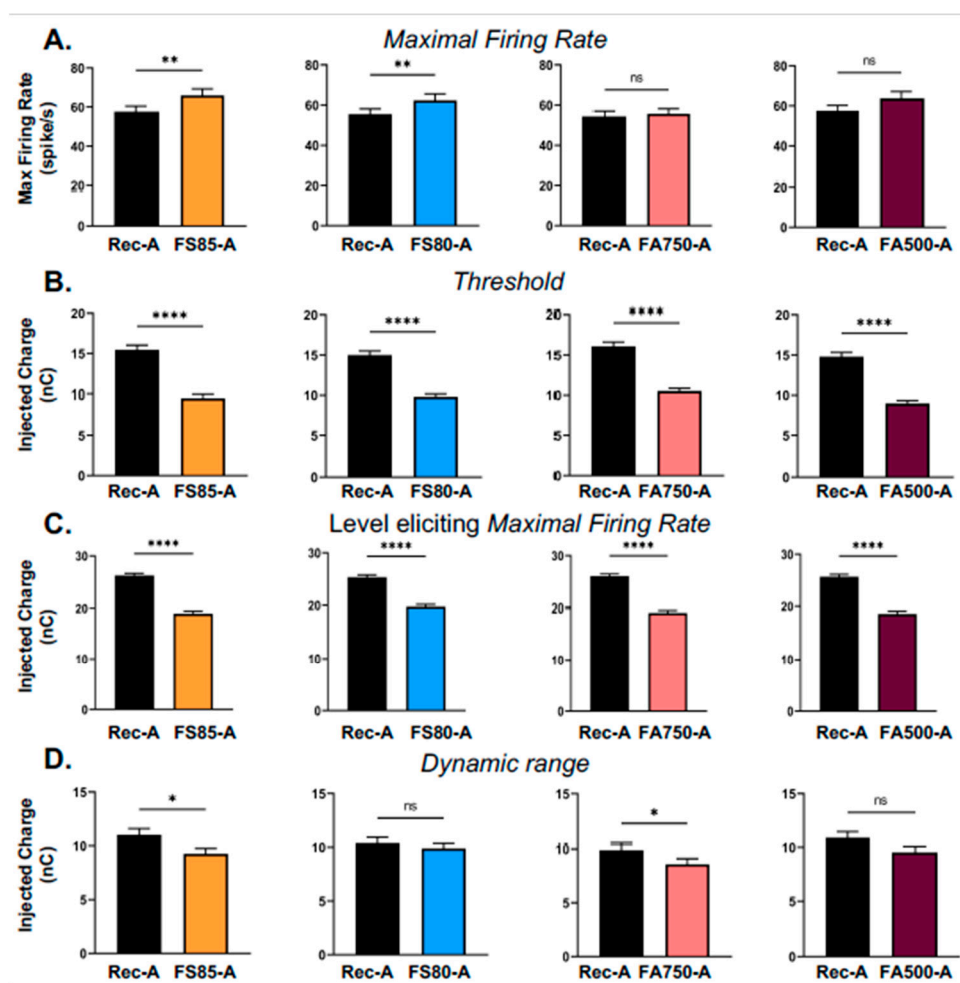 A. Maximal Firing Rate
Max Firing Rate (spike/s)
80 60 40 20 0 ** Rec-A FS85-A
80 60 40 20 0 ** Rec-A FS80-A
80 60 40 20 0 ns Rec-A FA750-A
80 60 40 20 0 ns Rec-A FA500-A
B. Threshold
Injected Charge (nC)
20 15 10 5 0 **** Rec-A FS85-A
20 15 10 5 0 **** Rec-A FS80-A
20 15 10 5 0 **** Rec-A FA750-A
20 15 10 5 0 **** Rec-A FA500-A
C. Level eliciting Maximal Firing Rate
Injected Charge (nC)
30 20 10 0 **** Rec-A FS85-A
30 20 10 0 **** Rec-A FS80-A
30 20 10 0 **** Rec-A FA750-A
30 20 10 0 **** Rec-A FA500-A
D. Dynamic range
Injected Charge (nC)
15 10 5 0 * Rec-A FS85-A
15 10 5 0 ns Rec-A FS80-A
15 10 5 0 * Rec-A FA750-A
15 10 5 0 ns Rec-A FA500-A